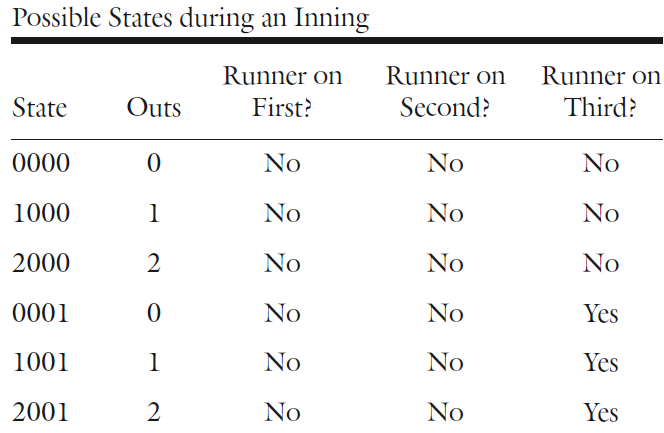 Possible States during an Inning
Runner on Runner on Runner on
State Outs First? Second? Third?
0000 0 No No No
1000 1 No No No
2000 2 No No No
0001 0 No No Yes
1001 1 No No Yes
2001 2 No No Yes